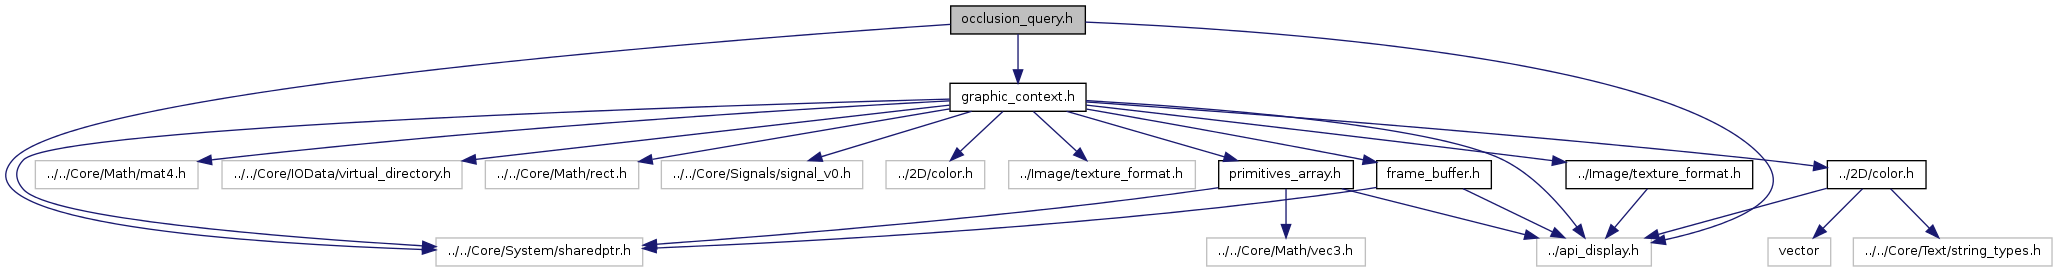 occlusion_query.h
graphic_context.h
../../Core/Math/mat4.h
../../Core/IOData/virtual_directory.h
../../Core/Math/rect.h
../../Core/Signals/signal_v0.h
../2D/color.h
../Image/texture_format.h
primitives_array.h
frame_buffer.h
../Image/texture_format.h
../2D/color.h
../../Core/System/sharedptr.h
../../Core/Math/vec3.h
../api_display.h
vector
../../Core/Text/string_types.h